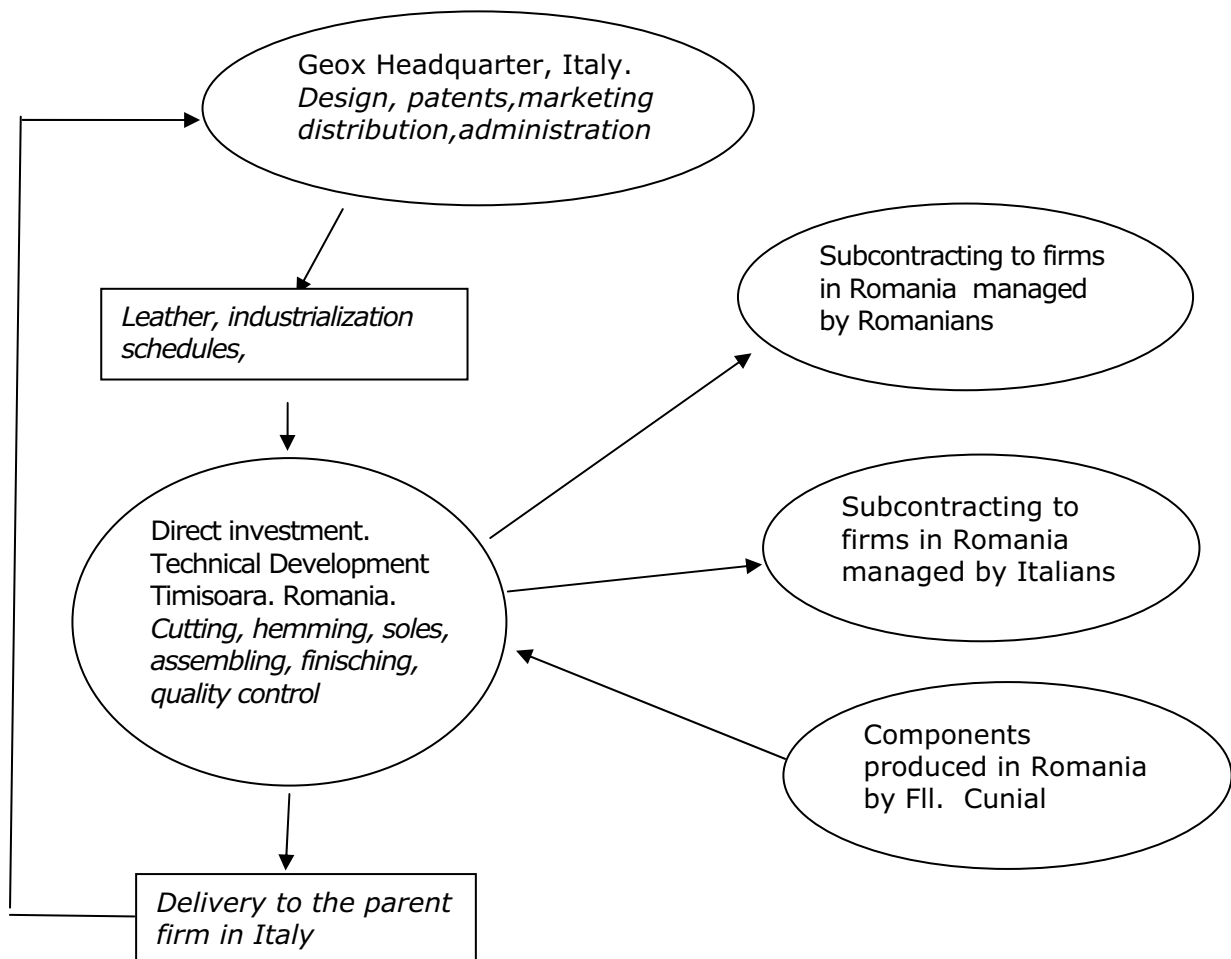 Geox Headquarter, Italy.
Design, patents,marketing
distribution,administration
Leather, industrialization
schedules,
Subcontracting to firms
in Romania  managed
by Romanians
Direct investment.
Technical Development
Timisoara. Romania.
Cutting, hemming, soles,
assembling, finisching,
quality control
Subcontracting to
firms in Romania
managed by Italians
Components
produced in Romania
by Fll.  Cunial
Delivery to the parent
firm in Italy